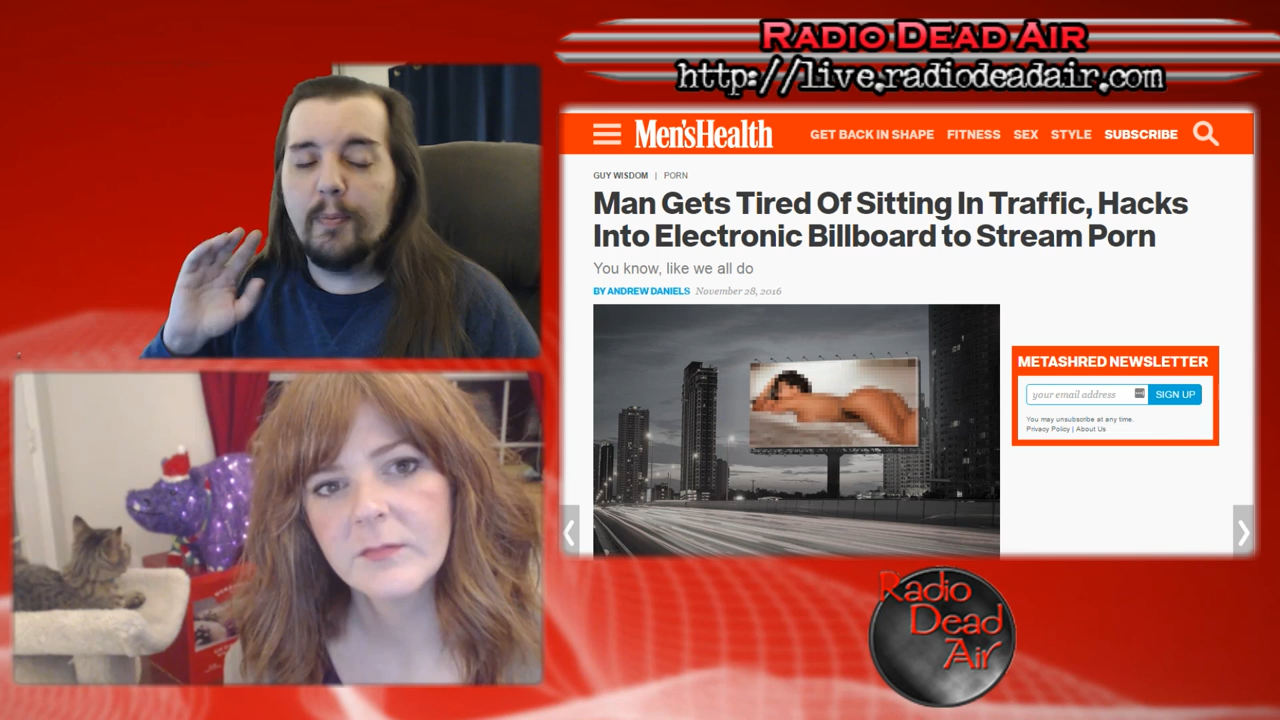 RADIO DEAD AIR
http://live.radiodeadair.com
Men'sHealth
GET BACK IN SHAPE FITNESS SEX STYLE SUBSCRIBE
GUY WISDOM | PORN
Man Gets Tired Of Sitting In Traffic, Hacks
Into Electronic Billboard to Stream Porn
You know, like we all do
BY ANDREW DANIELS November 28, 2016
METASHRED NEWSLETTER
your email address
SIGN UP
You may unsubscribe at any time.
Privacy Policy | About Us
Radio
Dead
Air